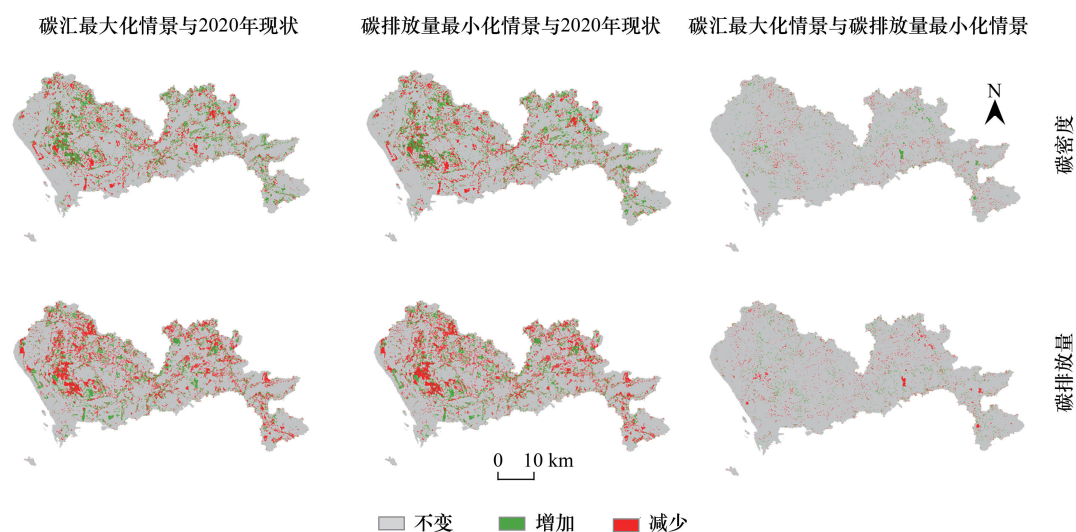 碳汇最大化情景与2020年现状
碳排放量最小化情景与2020年现状
碳汇最大化情景与碳排放量最小化情景
N
碳密度
碳排放量
0 10 km
不变
增加
减少